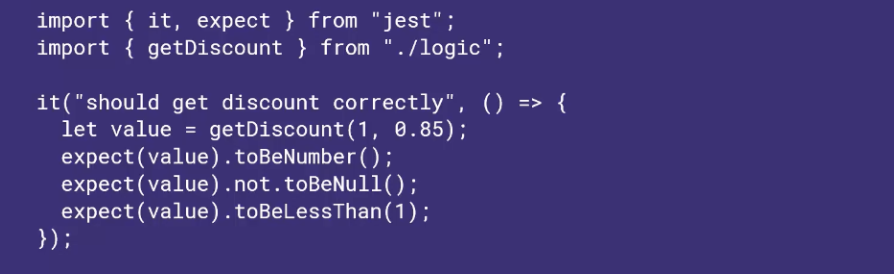 import { it, expect } from "jest";
import { getDiscount } from "./logic";
it("should get discount correctly", () => {
let value = getDiscount(1, 0.85);
expect(value).toBeNumber();
expect(value).not.toBeNull();
expect(value).toBeLessThan(1);
});